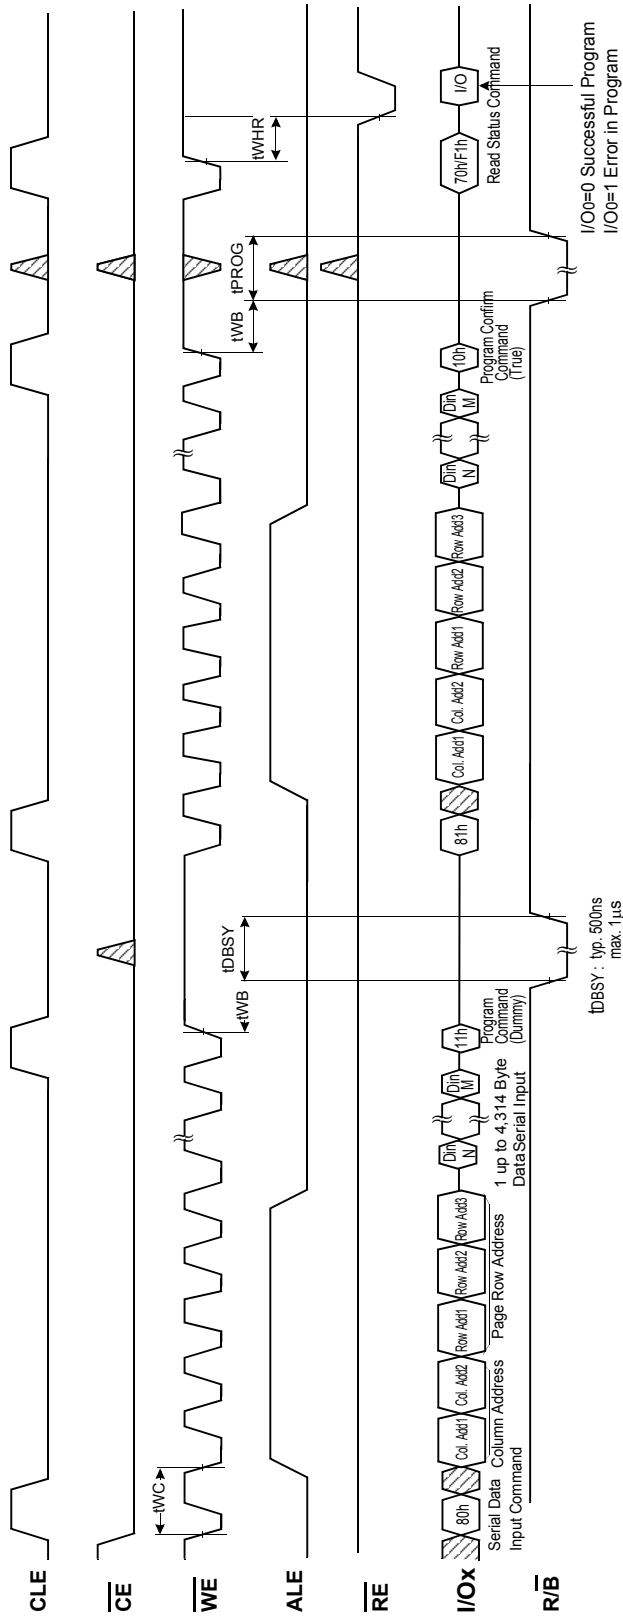 CLE
CE
WE
tWC
tWB
tDBSY
tWB
tPROG
tWHR
ALE
RE
I/Ox
80h
Col. Add1
Col. Add2
Row Add1
Row Add2
Row Add3
Din
N
Din
M
11h
81h
Col. Add1
Col. Add2
Row Add1
Row Add2
Row Add3
Din
N
Din
M
10h
70h/F1h
I/O
Serial Data
Input Command
Column Address
Page Row Address
1 up to 4,314 Byte
DataSerial Input
Program
Command
(Dummy)
Program Confirm
Command
(True)
Read Status Command
R/B
tDBSY : typ. 500ns
max. 1µs
I/O0=0 Successful Program
I/O0=1 Error in Program